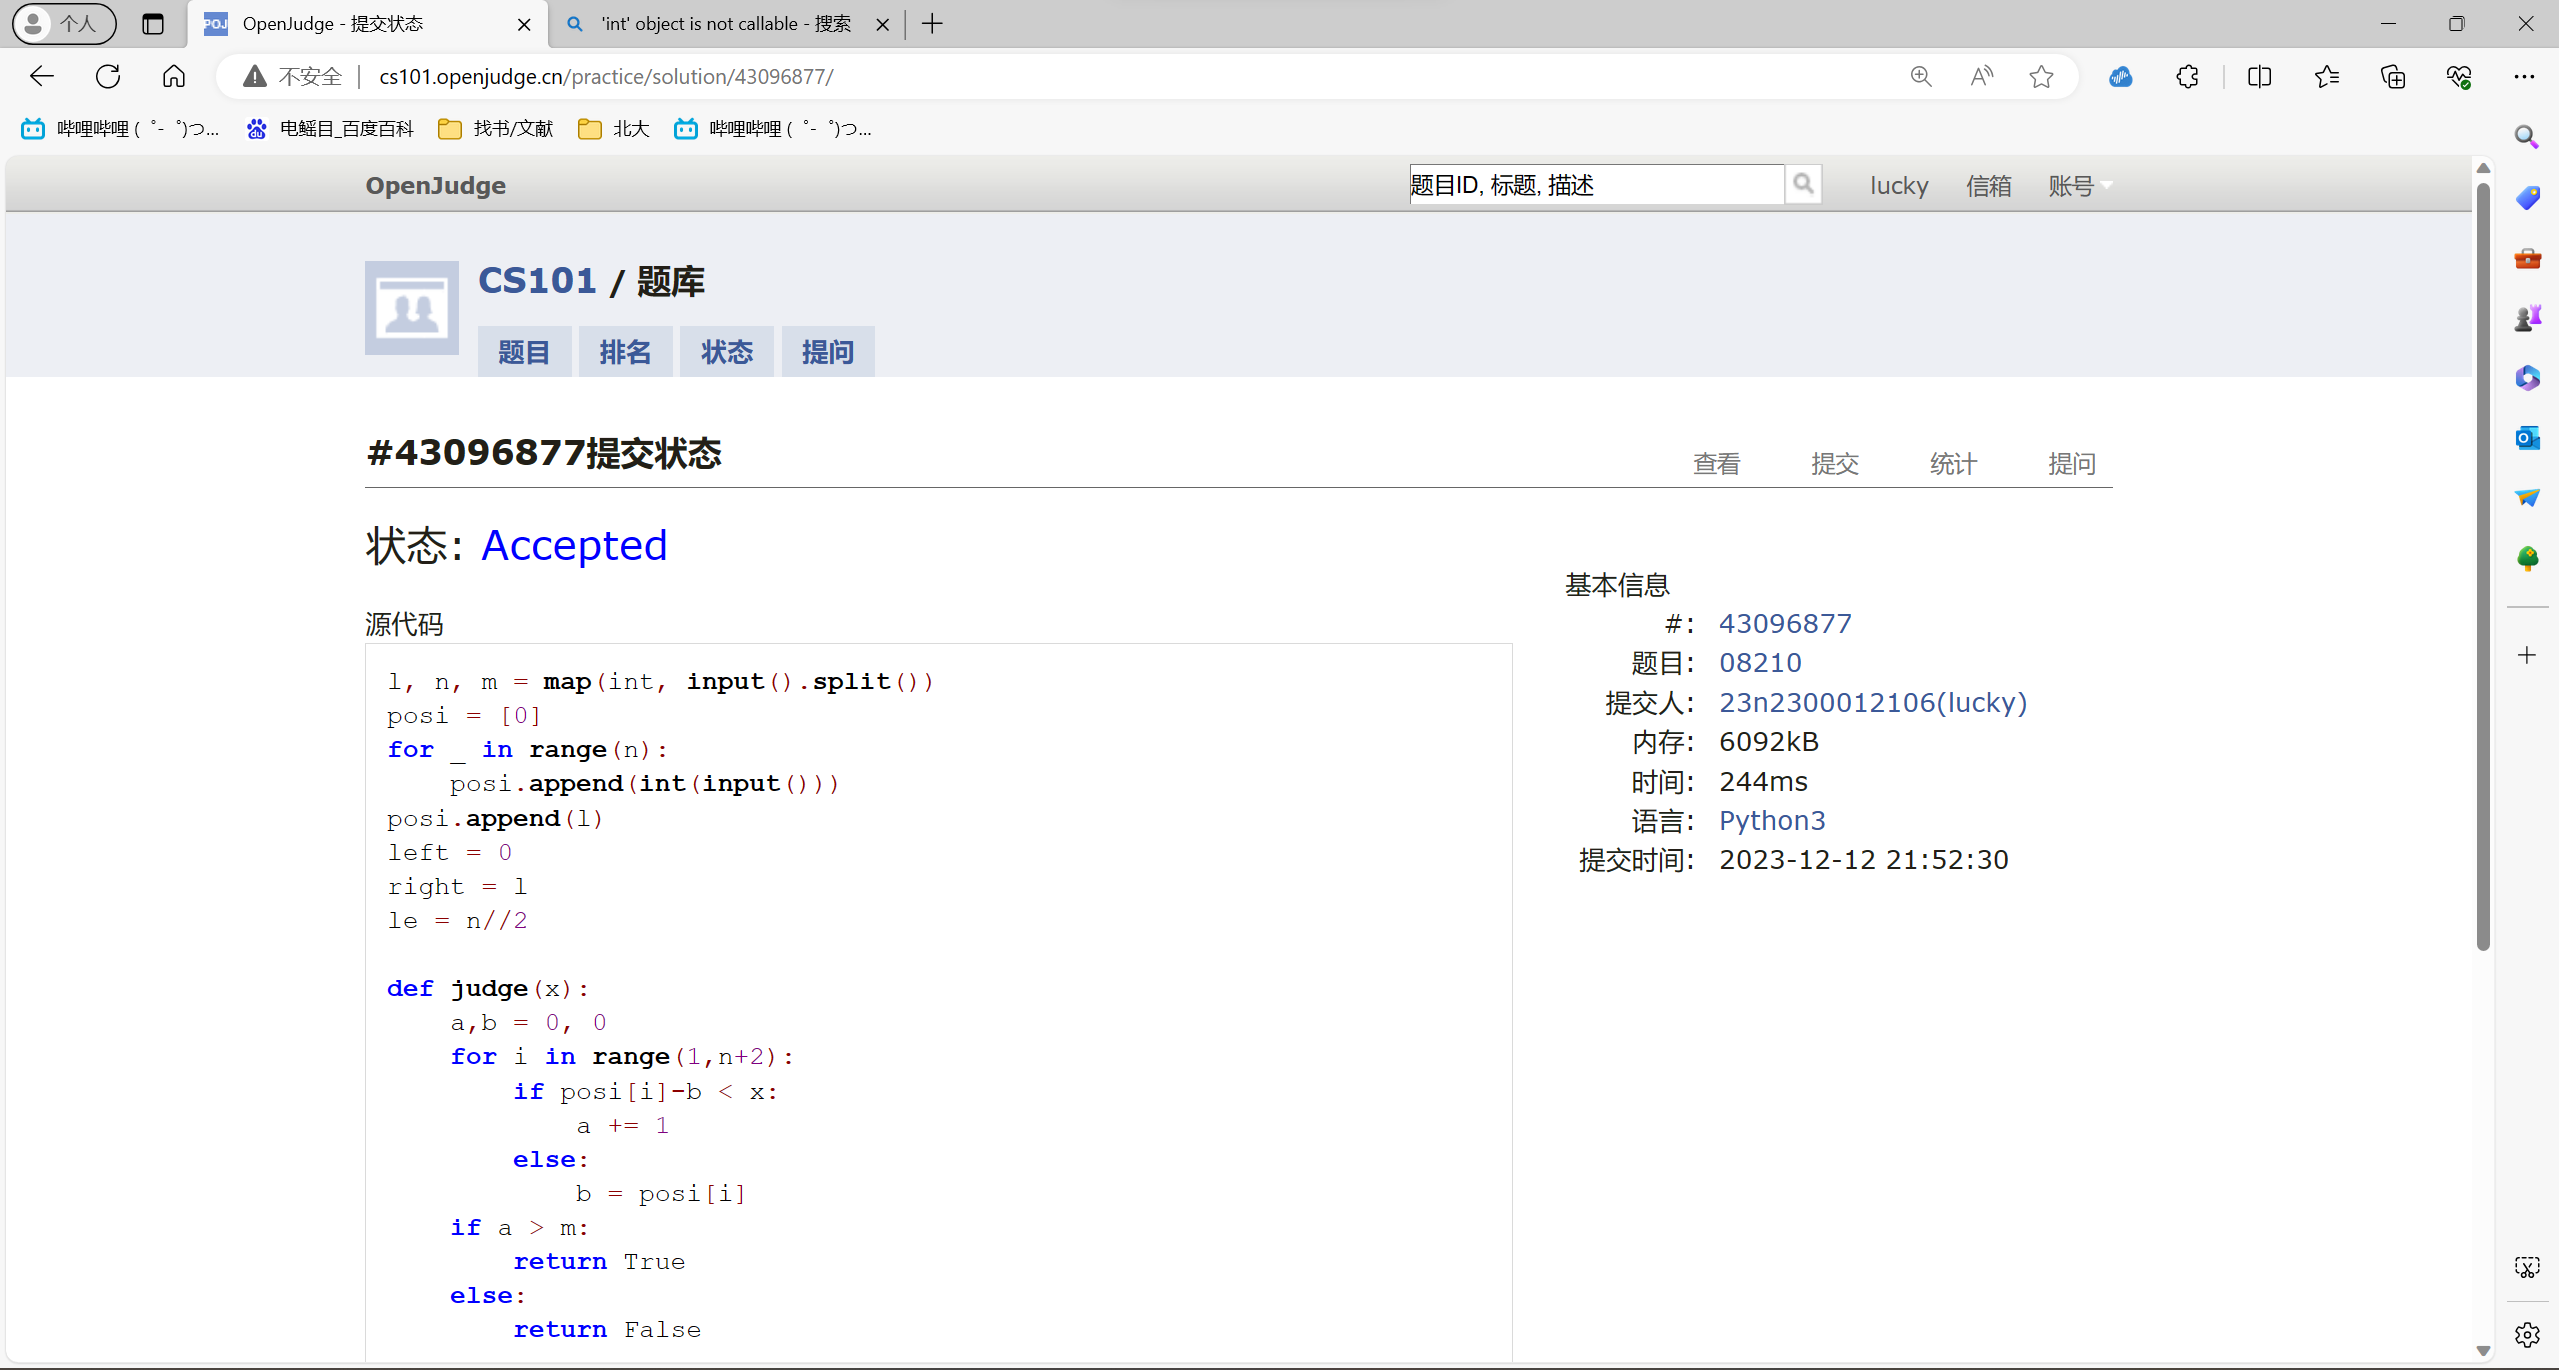 个人
OpenJudge - 提交状态
'int' object is not callable - 搜索
不安全
cs101.openjudge.cn/practice/solution/43096877/
哔哩哔哩 (゜-゜)つ...
电鳐目_百度百科
找书/文献
北大
哔哩哔哩 (゜-゜)つ...
OpenJudge
题目ID, 标题, 描述
lucky
信箱
账号
CS101 / 题库
题目
排名
状态
提问
#43096877提交状态
查看
提交
统计
提问
状态: Accepted
源代码
l, n, m = map(int, input().split())
posi = [0]
for _ in range(n):
    posi.append(int(input()))
posi.append(l)
left = 0
right = l
le = n//2
def judge(x):
    a,b = 0, 0
    for i in range(1,n+2):
        if posi[i]-b < x:
            a += 1
        else:
            b = posi[i]
    if a > m:
        return True
    else:
        return False
基本信息
#: 43096877
题目: 08210
提交人: 23n2300012106(lucky)
内存: 6092kB
时间: 244ms
语言: Python3
提交时间: 2023-12-12 21:52:30